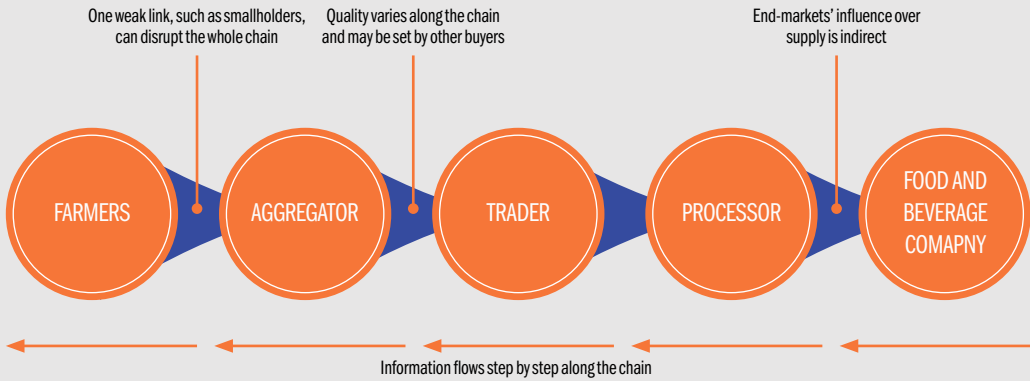 One weak link, such as smallholders,
can disrupt the whole chain
Quality varies along the chain
and may be set by other buyers
End-markets’ influence over
supply is indirect
FARMERS
AGGREGATOR
TRADER
PROCESSOR
FOOD AND
BEVERAGE
COMAPNY
Information flows step by step along the chain